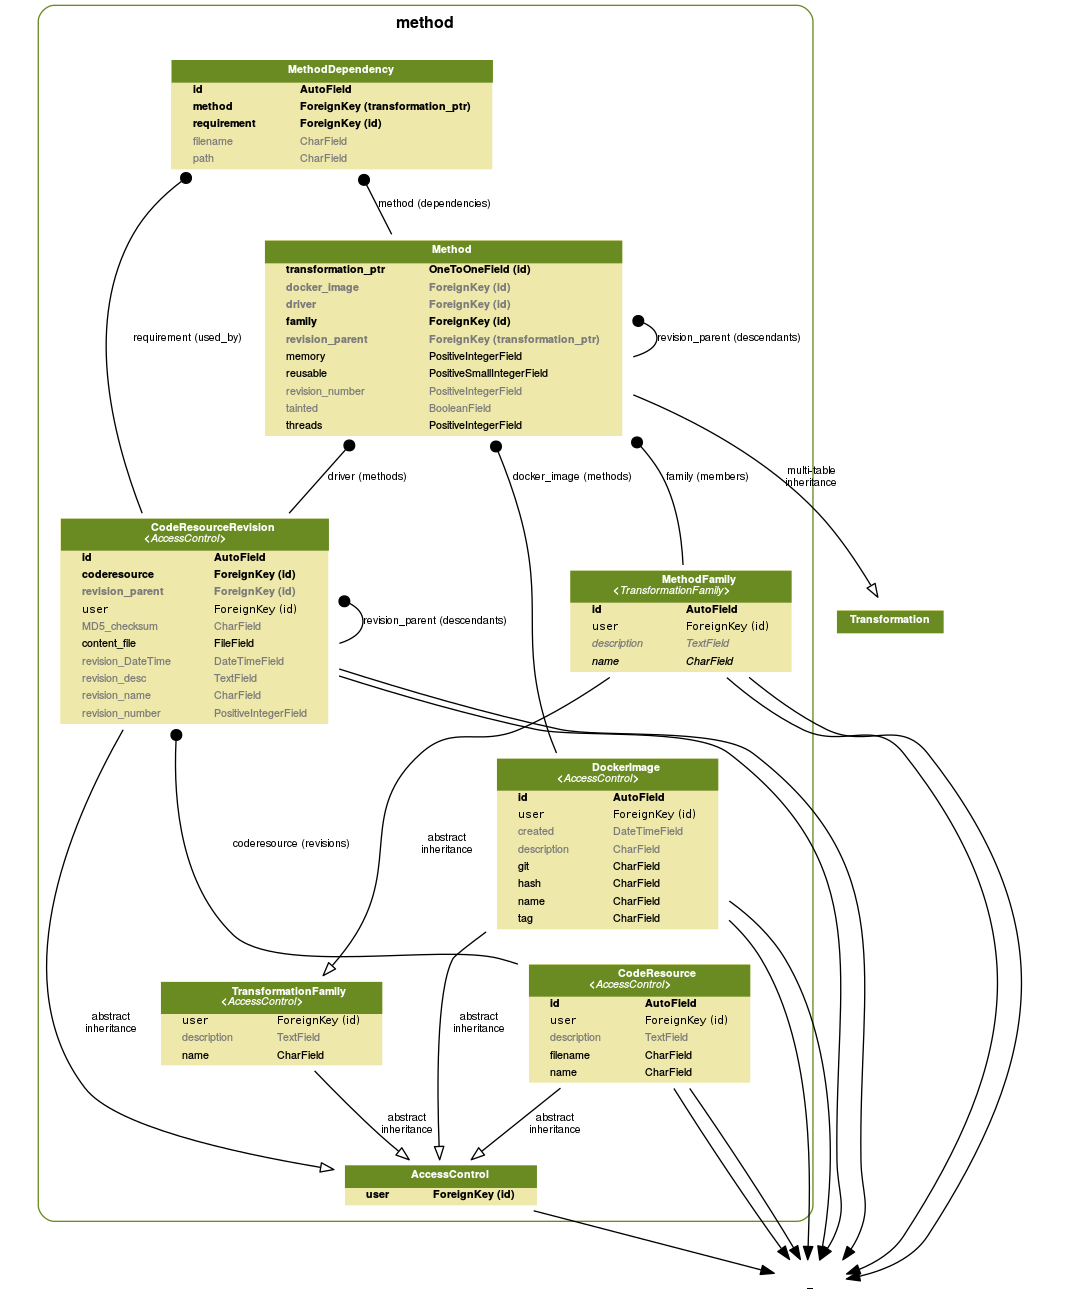 method
MethodDependency
id AutoField
method ForeignKey (transformation_ptr)
requirement ForeignKey (id)
filename CharField
path CharField
method (dependencies)
Method
transformation_ptr OneToOneField (id)
docker_image ForeignKey (id)
driver ForeignKey (id)
family ForeignKey (id)
revision_parent ForeignKey (transformation_ptr)
memory PositiveIntegerField
reusable PositiveSmallIntegerField
revision_number PositiveIntegerField
tainted BooleanField
threads PositiveIntegerField
requirement (used_by)
revision_parent (descendants)
driver (methods)
docker_image (methods)
family (members)
multi-table
inheritance
CodeResourceRevision
<AccessControl>
id AutoField
coderesource ForeignKey (id)
revision_parent ForeignKey (id)
user ForeignKey (id)
MD5_checksum CharField
content_file FileField
revision_DateTime DateTimeField
revision_desc TextField
revision_name CharField
revision_number PositiveIntegerField
revision_parent (descendants)
MethodFamily
<TransformationFamily>
id AutoField
user ForeignKey (id)
description TextField
name CharField
Transformation
DockerImage
<AccessControl>
id AutoField
user ForeignKey (id)
created DateTimeField
description CharField
git CharField
hash CharField
name CharField
tag CharField
coderesource (revisions)
abstract
inheritance
TransformationFamily
<AccessControl>
user ForeignKey (id)
description TextField
name CharField
CodeResource
<AccessControl>
id AutoField
user ForeignKey (id)
description TextField
filename CharField
name CharField
abstract
inheritance
abstract
inheritance
abstract
inheritance
abstract
inheritance
AccessControl
user ForeignKey (id)